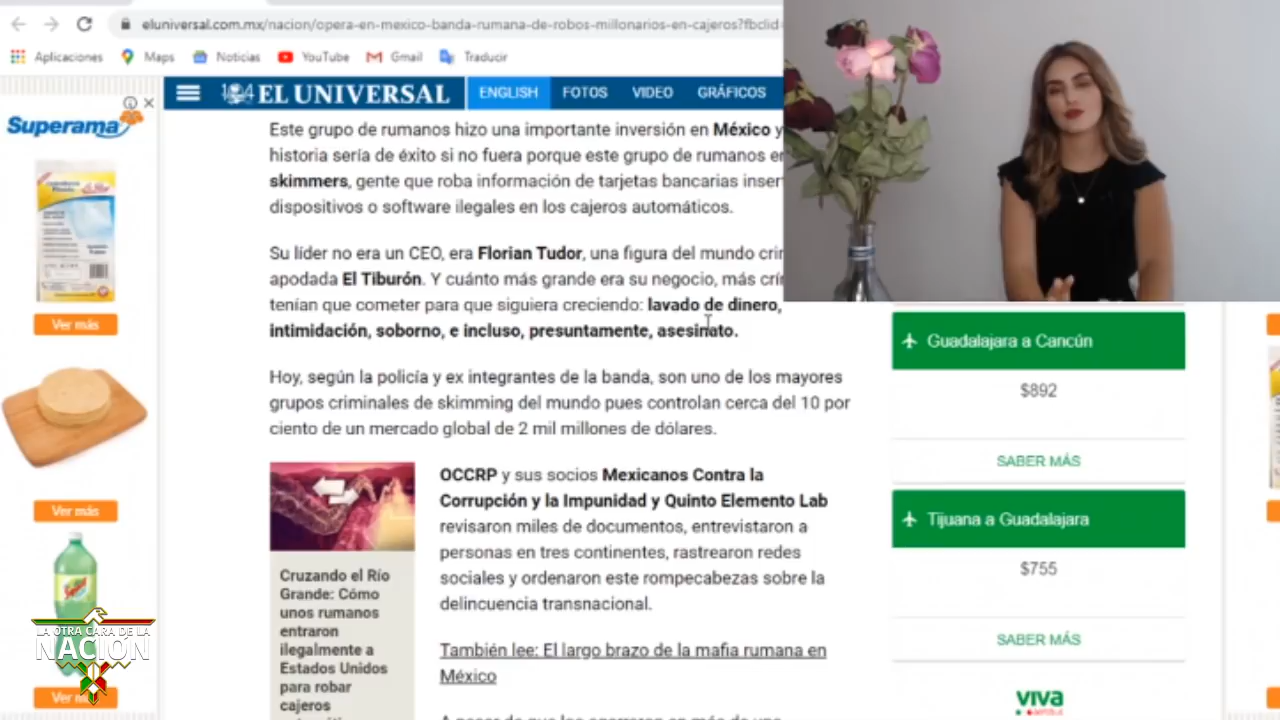 eluniversal.com.mx/nacion/opera-en-mexico-banda-rumana-de-robos-millonarios-en-cajeros?fbclid=
Aplicaciones
Maps
Noticias
YouTube
Gmail
Traducir
EL UNIVERSAL
ENGLISH
FOTOS
VIDEO
GRÁFICOS
Superama
Ver más
Ver más
LA OTRA CARA DE LA
NACIÓN
Este grupo de rumanos hizo una importante inversión en México y
historia sería de éxito si no fuera porque este grupo de rumanos
skimmers, gente que roba información de tarjetas bancarias
dispositivos o software ilegales en los cajeros automáticos.
Su líder no era un CEO, era Florian Tudor, una figura del mundo
apodada El Tiburón. Y cuánto más grande era su negocio, más
tenían que cometer para que siguiera creciendo: lavado de dinero,
intimidación, soborno, e incluso, presuntamente, asesinato.
Hoy, según la policía y ex integrantes de la banda, son uno de los mayores
grupos criminales de skimming del mundo pues controlan cerca del 10 por
ciento de un mercado global de 2 mil millones de dólares.
Cruzando el Río
Grande: Cómo
unos rumanos
entraron
ilegalmente a
Estados Unidos
para robar
cajeros
OCCRP y sus socios Mexicanos Contra la
Corrupción y la Impunidad y Quinto Elemento Lab
revisaron miles de documentos, entrevistaron a
personas en tres continentes, rastrearon redes
sociales y ordenaron este rompecabezas sobre la
delincuencia transnacional.
También lee: El largo brazo de la mafia rumana en
México
Guadalajara a Cancún
$892
SABER MÁS
Tijuana a Guadalajara
$755
SABER MÁS
viva